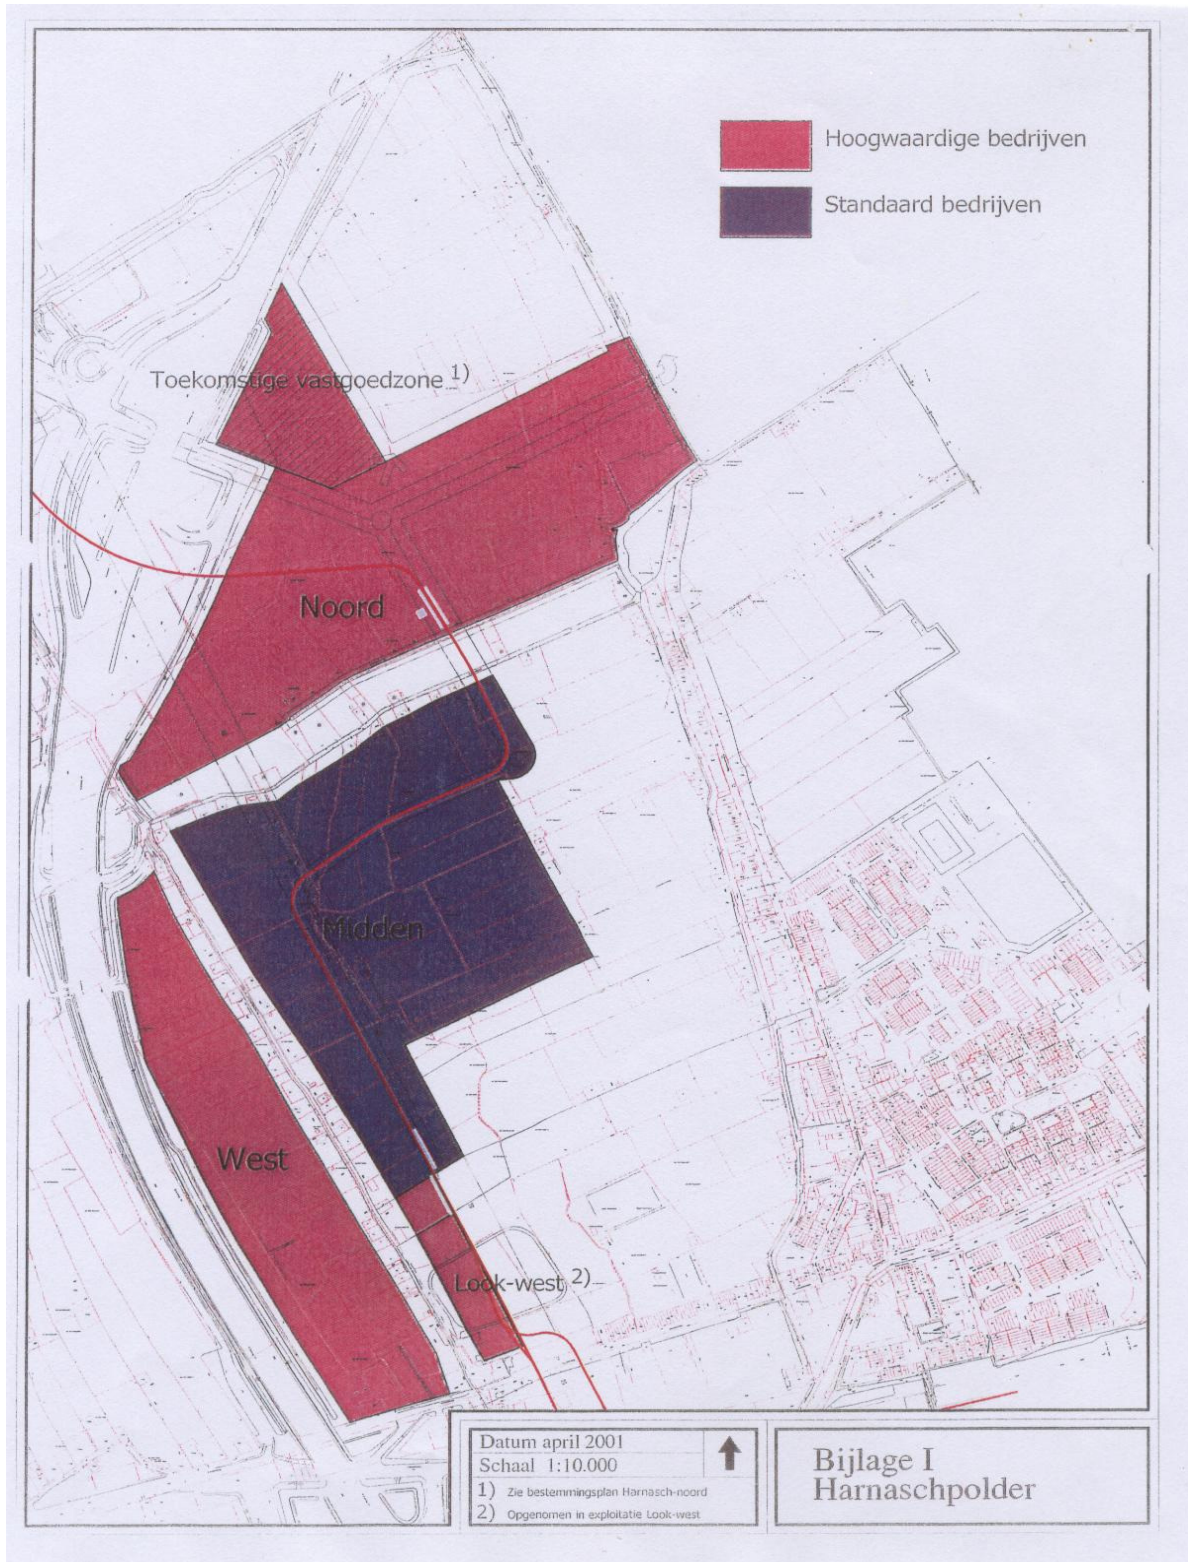 Hoogwaardige bedrijven
Standaard bedrijven
Toekomstige vastgoedzone 1)
Noord
Midden
West
Look-west 2)
Datum april 2001
Schaal 1:10.000
1) Zie bestemmingsplan Harnasch-noord
2) Opgenomen in exploitatie Look-west
Bijlage I
Harnaschpolder